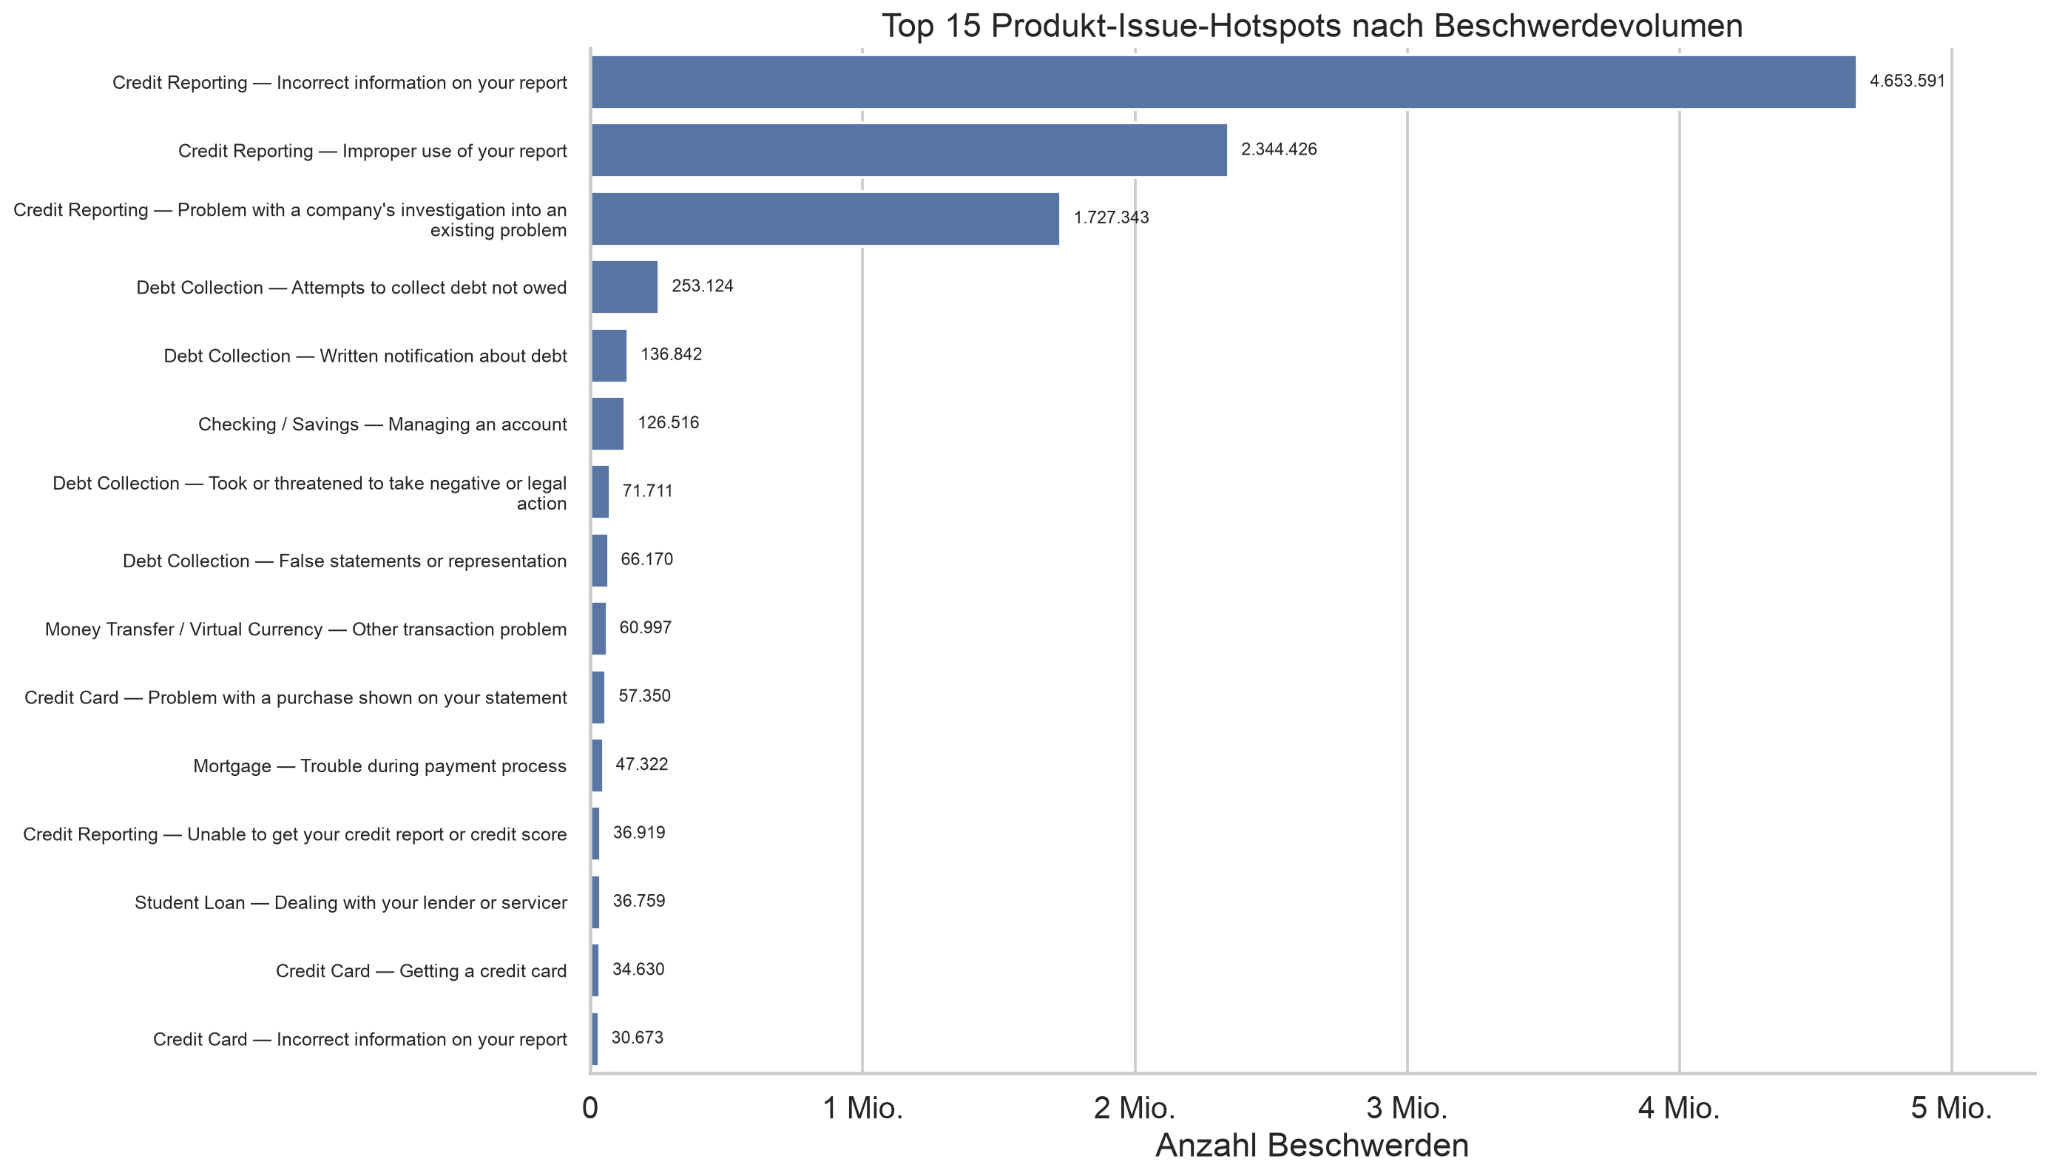 Top 15 Produkt-Issue-Hotspots nach Beschwerdevolumen
Credit Reporting — Incorrect information on your report
4.653.591
Credit Reporting — Improper use of your report
2.344.426
Credit Reporting — Problem with a company's investigation into an
existing problem
1.727.343
Debt Collection — Attempts to collect debt not owed
253.124
Debt Collection — Written notification about debt
136.842
Checking / Savings — Managing an account
126.516
Debt Collection — Took or threatened to take negative or legal
action
71.711
Debt Collection — False statements or representation
66.170
Money Transfer / Virtual Currency — Other transaction problem
60.997
Credit Card — Problem with a purchase shown on your statement
57.350
Mortgage — Trouble during payment process
47.322
Credit Reporting — Unable to get your credit report or credit score
36.919
Student Loan — Dealing with your lender or servicer
36.759
Credit Card — Getting a credit card
34.630
Credit Card — Incorrect information on your report
30.673
0 1 Mio. 2 Mio. 3 Mio. 4 Mio. 5 Mio.
Anzahl Beschwerden